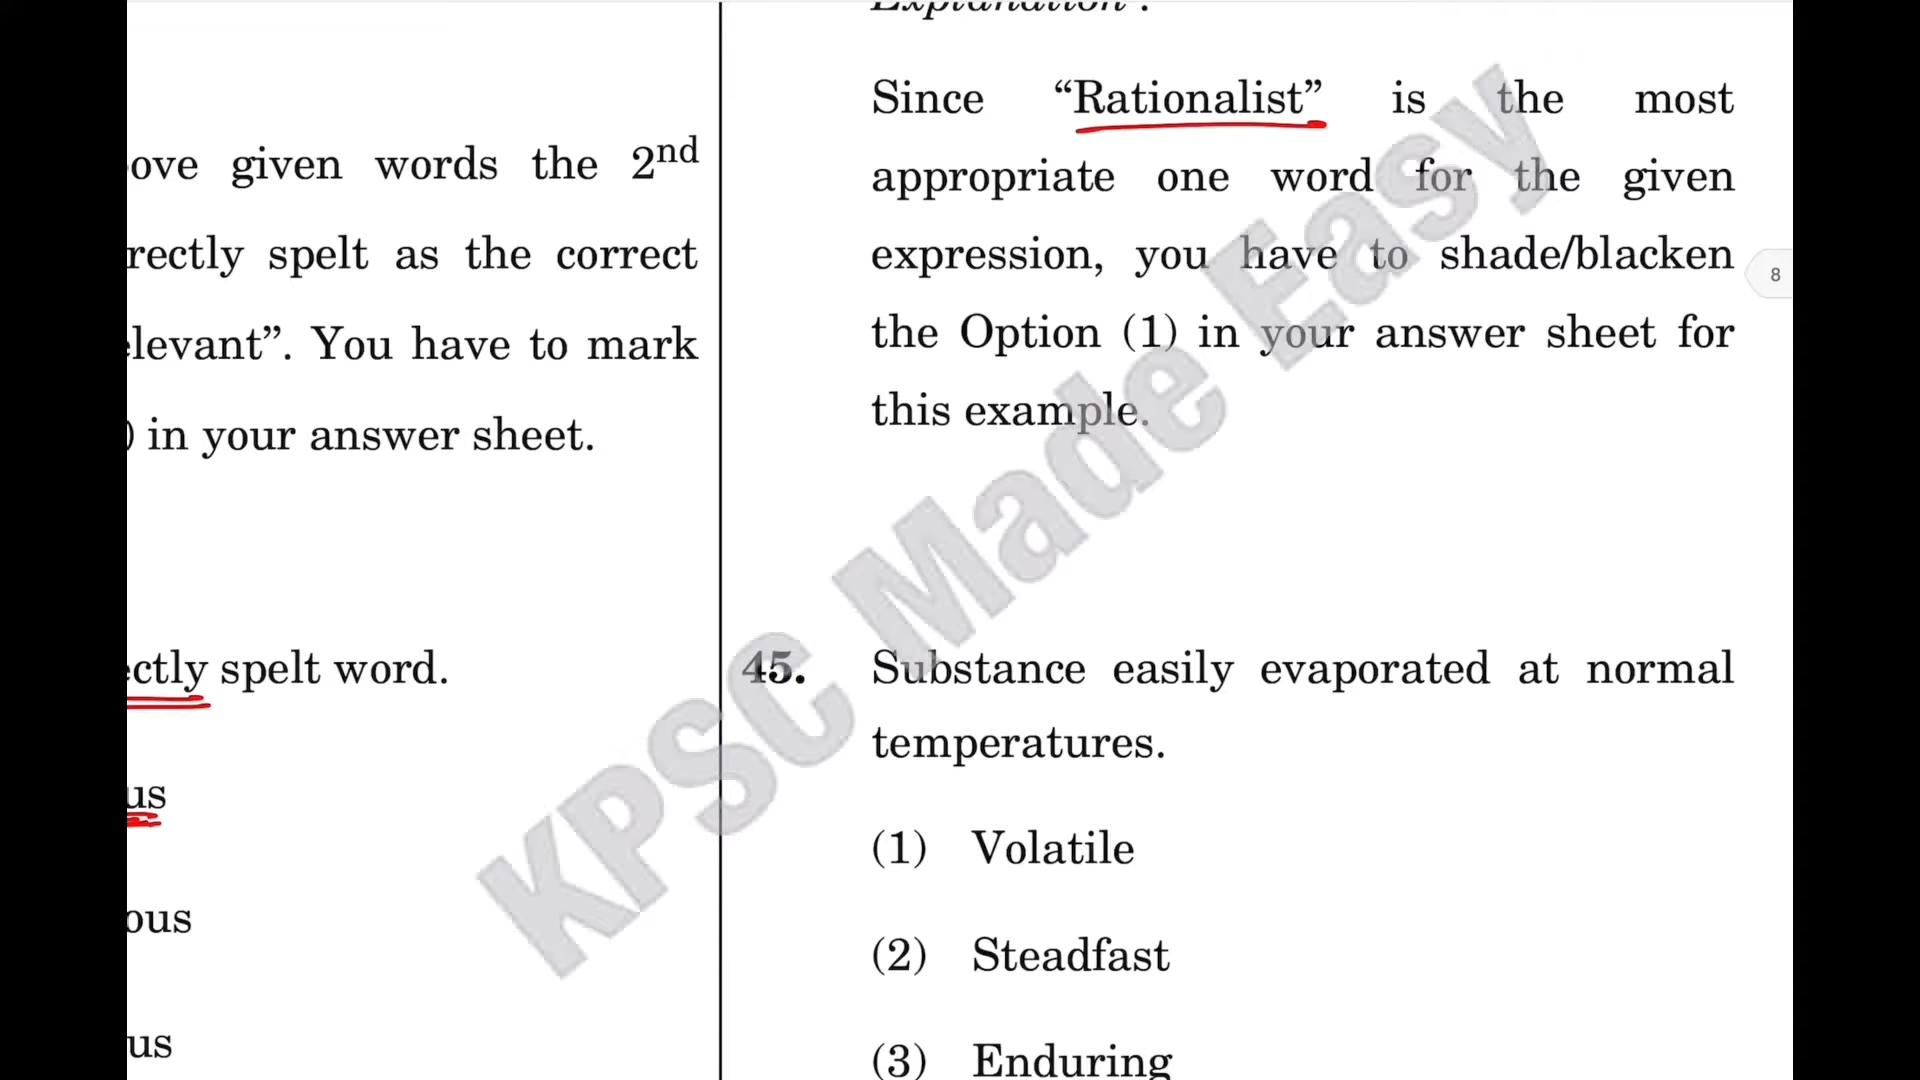 ove given words the 2nd
rectly spelt as the correct
elevant”. You have to mark
) in your answer sheet.
ectly spelt word.
us
ous
us
Explanation :
Since “Rationalist” is the most
appropriate one word for the given
expression, you have to shade/blacken
the Option (1) in your answer sheet for
this example.
45. Substance easily evaporated at normal
temperatures.
(1) Volatile
(2) Steadfast
(3) Enduring
8
KPSC Made Easy